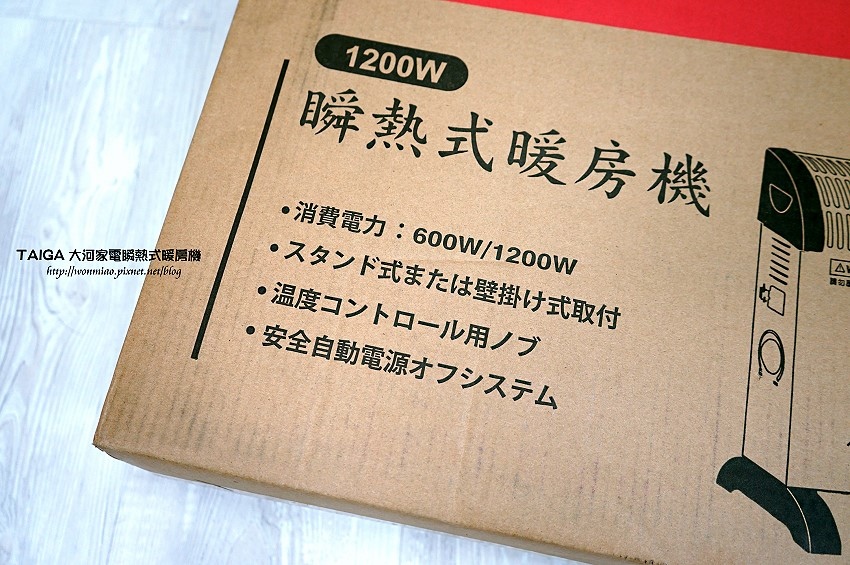 1200W
瞬熱式暖房機
•消費電力：600W/1200W
•スタンド式または壁掛け式取付
•温度コントロール用ノブ
•安全自動電源オフシステム
TAIGA 大河家電瞬熱式暖房機
http://wonmiao.pixnet.net/blog